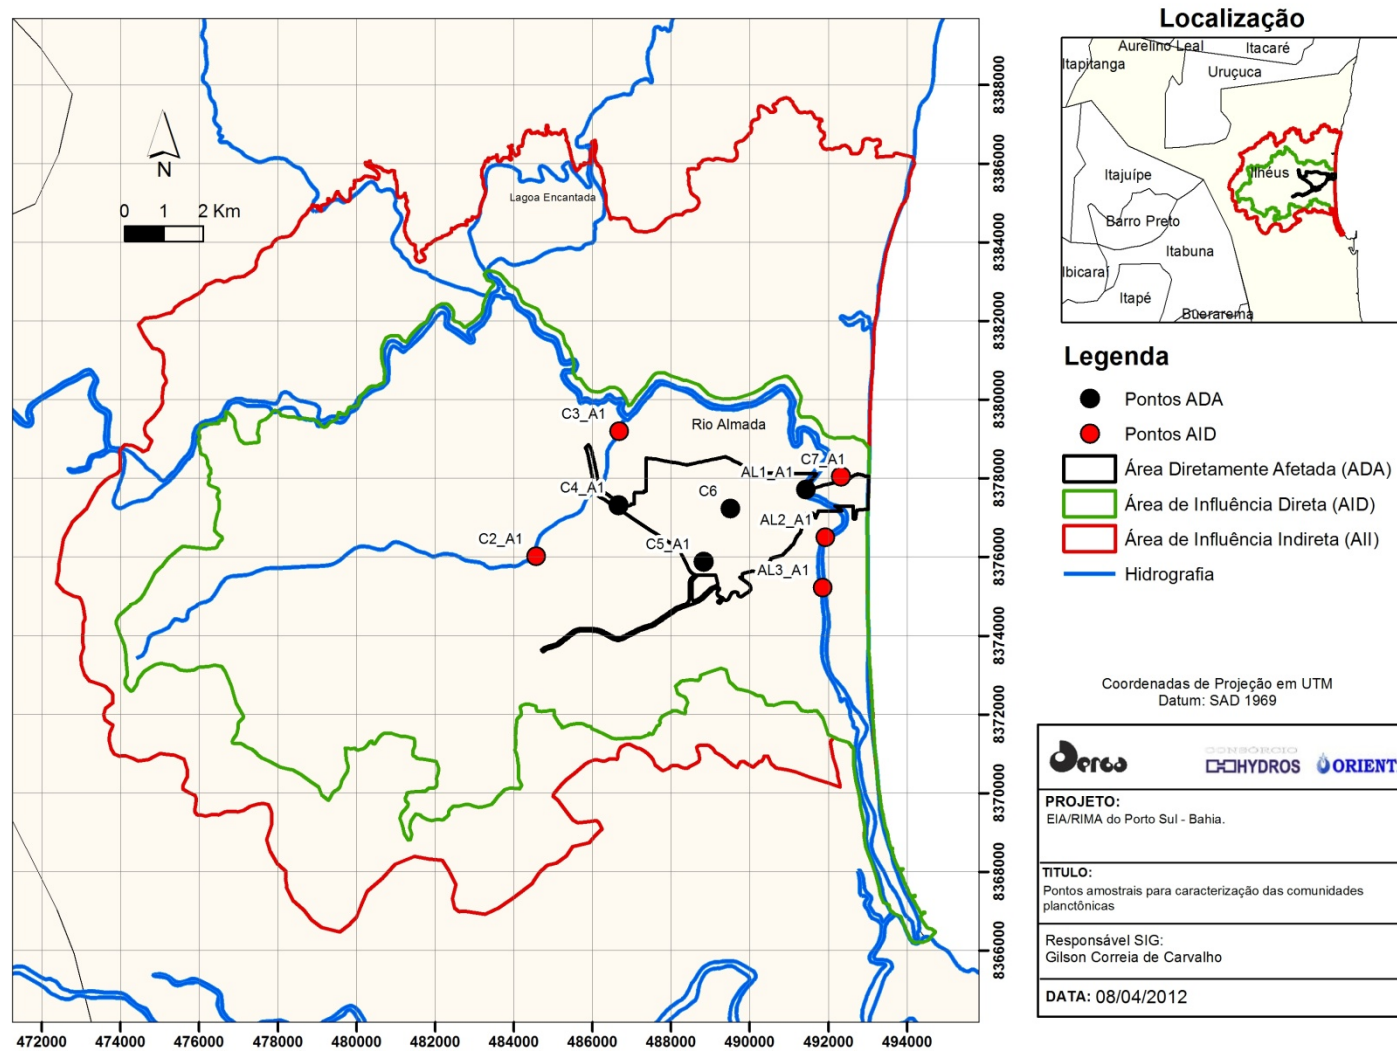 N
0 1 2 Km
Lagoa Encantada
C3_A1
Rio Almada
C7_A1
AL1_A1
C4_A1
C6
AL2_A1
C2_A1
C5_A1
AL3_A1
8388000
8386000
8384000
8382000
8380000
8378000
8376000
8374000
8372000
8370000
8368000
8366000
472000 474000 476000 478000 480000 482000 484000 486000 488000 490000 492000 494000
Localização
Aurelino Leal
Itacaré
Itapitanga
Uruçuca
Itajuípe
Ilhéus
Barro Preto
Itabuna
Ibicaraí
Itapé
Buerarema
Legenda
Pontos ADA
Pontos AID
Área Diretamente Afetada (ADA)
Área de Influência Direta (AID)
Área de Influência Indireta (AII)
Hidrografia
Coordenadas de Projeção em UTM
Datum: SAD 1969
CONSÓRCIO
HYDROS ORIENT
PROJETO:
EIA/RIMA do Porto Sul - Bahia.
TITULO:
Pontos amostrais para caracterização das comunidades
planctônicas
Responsável SIG:
Gilson Correia de Carvalho
DATA: 08/04/2012